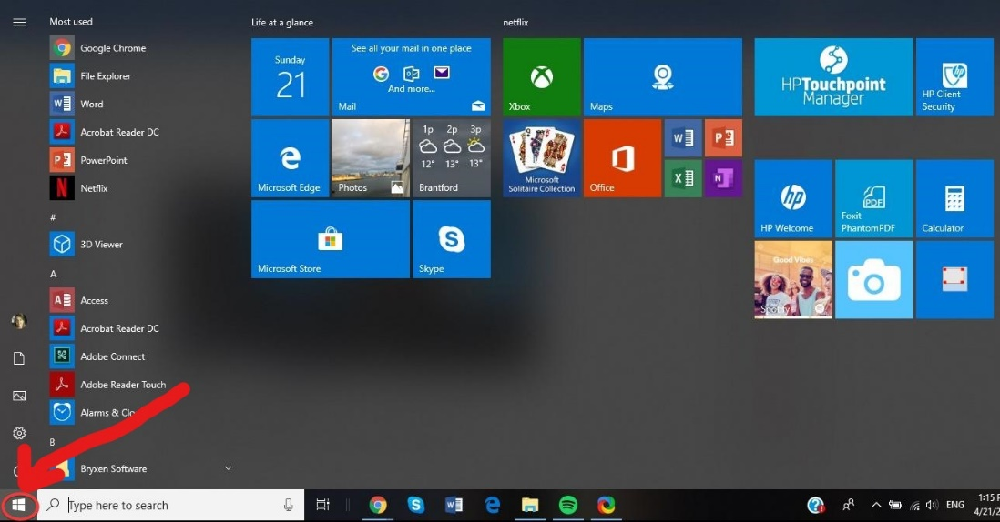 Most used
Google Chrome
File Explorer
Word
Acrobat Reader DC
PowerPoint
Netflix
#
3D Viewer
A
Access
Acrobat Reader DC
Adobe Connect
Adobe Reader Touch
Alarms & Clo
B
Bryxen Software
Life at a glance
Sunday
21
See all your mail in one place
And more...
Mail
Microsoft Edge
Photos
1p 2p 3p
12° 13° 13°
Brantford
Microsoft Store
Skype
netflix
Xbox
Maps
Microsoft
Solitaire Collection
Office
HPTouchpoint
Manager
HP Client
Security
HP Welcome
Foxit
PhantomPDF
PDF
Calculator
Good Vibes
Spotify
Type here to search
ENG
1:15 P
4/21/2